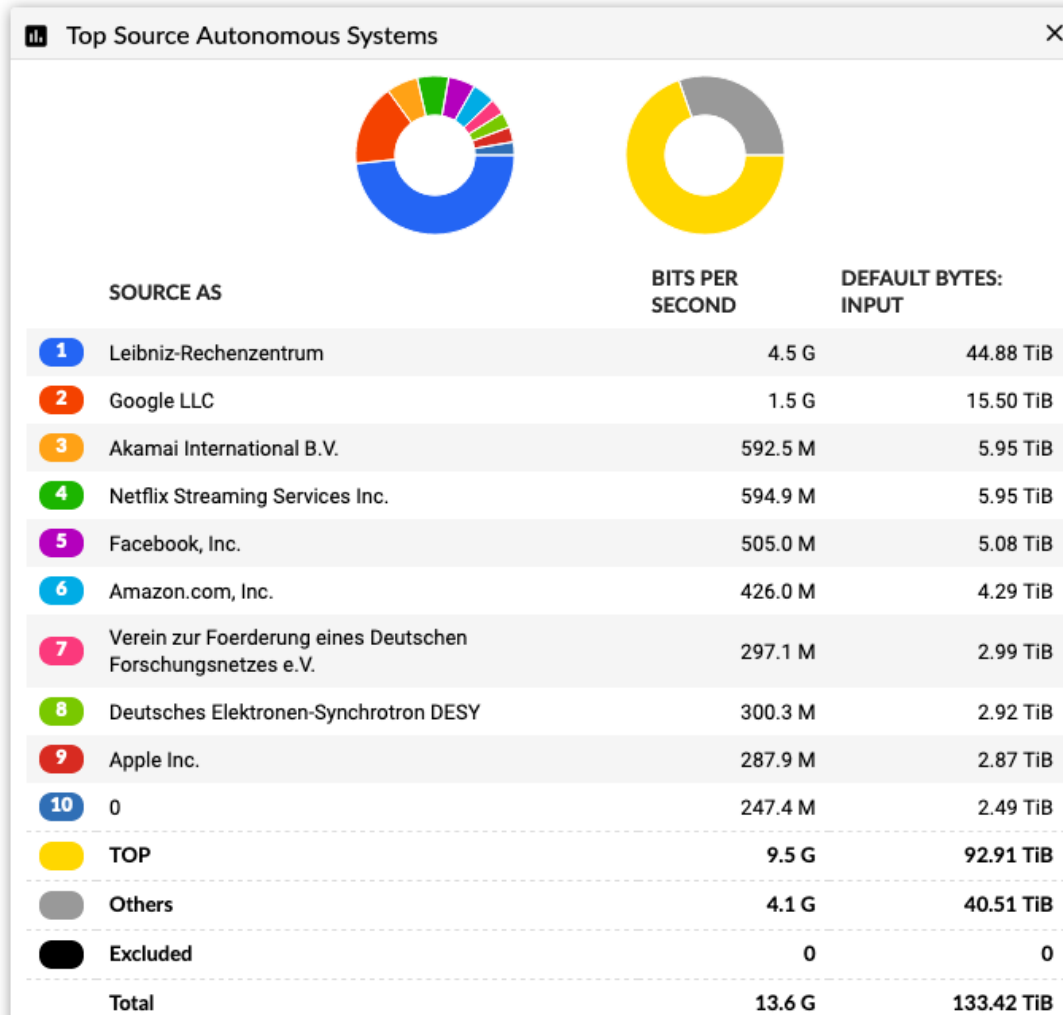 Top Source Autonomous Systems
SOURCE AS BITS PER SECOND DEFAULT BYTES: INPUT
1 Leibniz-Rechenzentrum 4.5 G 44.88 TiB
2 Google LLC 1.5 G 15.50 TiB
3 Akamai International B.V. 592.5 M 5.95 TiB
4 Netflix Streaming Services Inc. 594.9 M 5.95 TiB
5 Facebook, Inc. 505.0 M 5.08 TiB
6 Amazon.com, Inc. 426.0 M 4.29 TiB
7 Verein zur Foerderung eines Deutschen
Forschungsnetzes e.V. 297.1 M 2.99 TiB
8 Deutsches Elektronen-Synchrotron DESY 300.3 M 2.92 TiB
9 Apple Inc. 287.9 M 2.87 TiB
10 0 247.4 M 2.49 TiB
TOP 9.5 G 92.91 TiB
Others 4.1 G 40.51 TiB
Excluded 0 0
Total 13.6 G 133.42 TiB